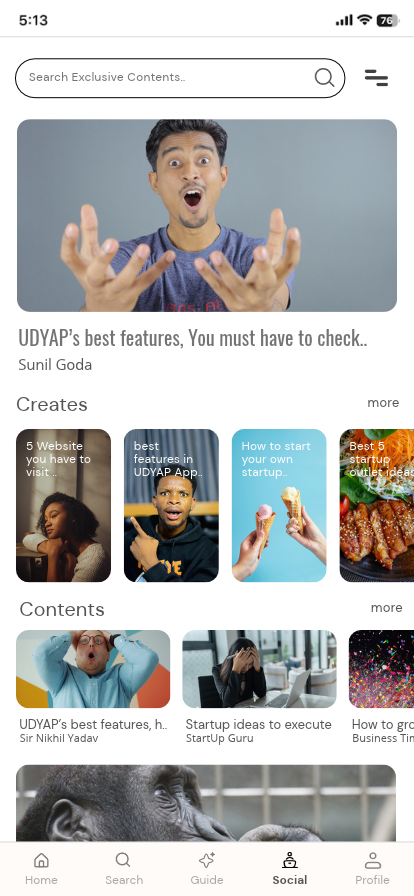 5:13
76
Search Exclusive Contents..
UDYAP's best features, You must have to check..
Sunil Goda
Creates
more
5 Website
you have to
visit ..
best
features in
UDYAP App..
How to start
your own
startup..
Best 5
startup
outlet ideas
Contents
more
UDYAP's best features, h..
Sir Nikhil Yadav
Startup ideas to execute
StartUp Guru
How to gro
Business Tim
Home
Search
Guide
Social
Profile